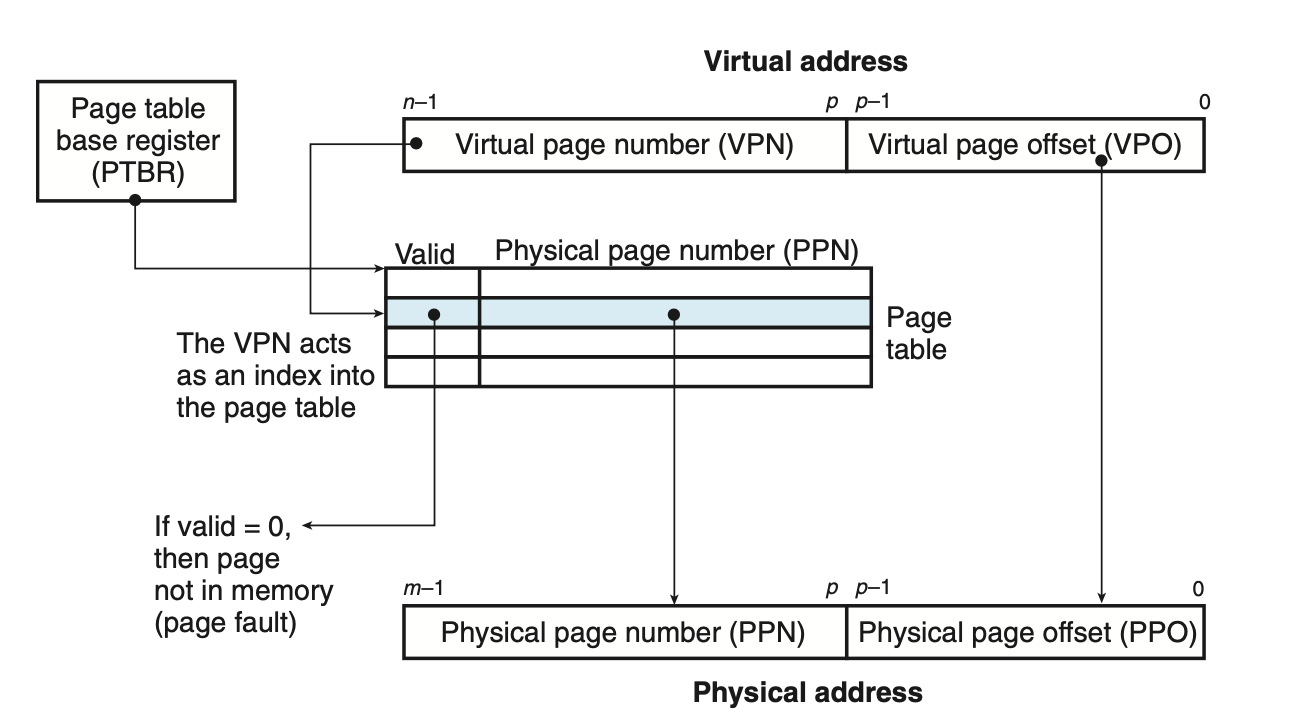 Virtual address
Page table
base register
(PTBR)
n–1
p
p–1
0
Virtual page number (VPN)
Virtual page offset (VPO)
Valid
Physical page number (PPN)
Page
table
The VPN acts
as an index into
the page table
If valid = 0,
then page
not in memory
(page fault)
m–1
p
p–1
0
Physical page number (PPN)
Physical page offset (PPO)
Physical address